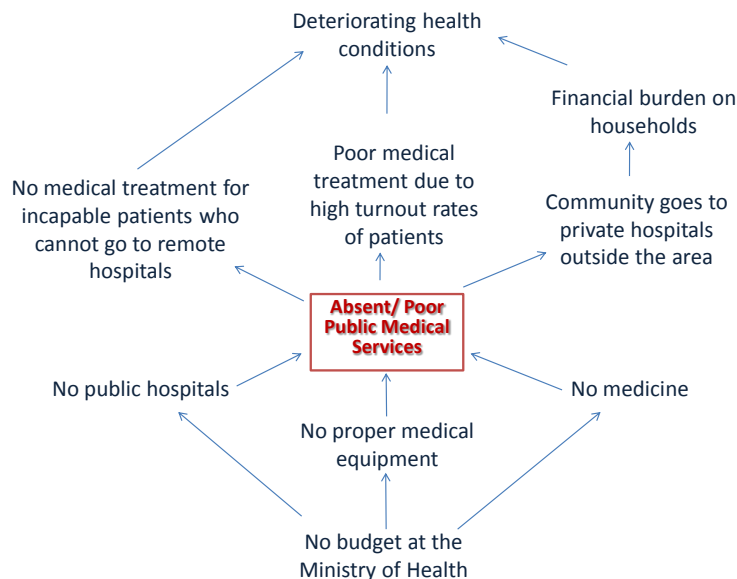 Deteriorating health
conditions
Financial burden on
households
Poor medical
treatment due to
high turnout rates
of patients
No medical treatment for
incapable patients who
cannot go to remote
hospitals
Community goes to
private hospitals
outside the area
Absent/ Poor
Public Medical
Services
No public hospitals
No proper medical
equipment
No medicine
No budget at the
Ministry of Health